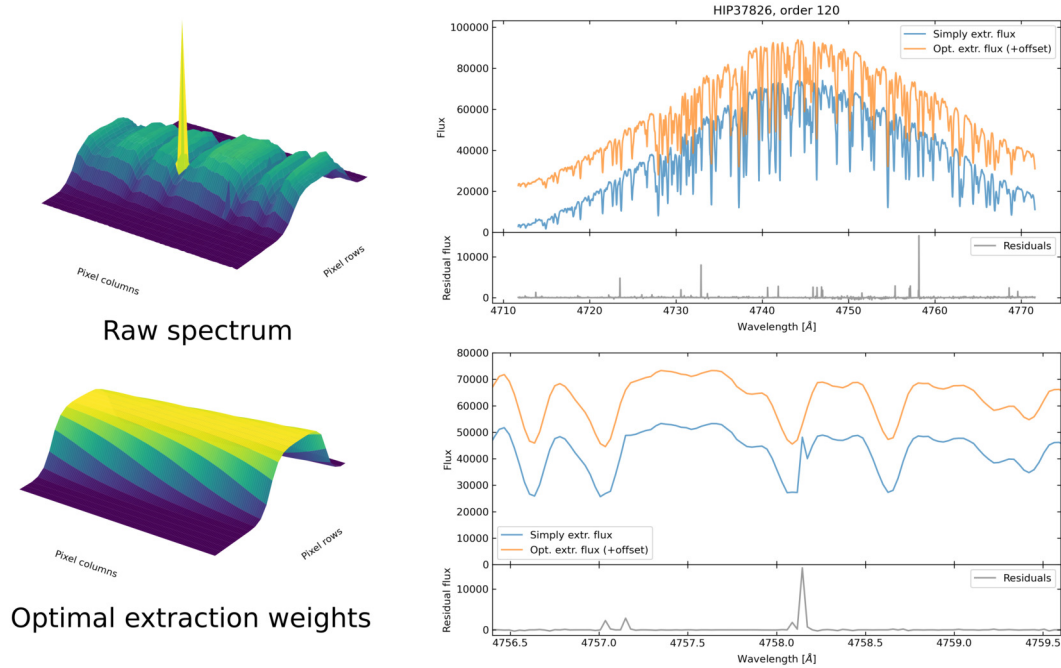 Pixel columns
Pixel rows
Raw spectrum
Pixel columns
Pixel rows
Optimal extraction weights
HIP37826, order 120
Simply extr. flux
Opt. extr. flux (+offset)
Flux
100000
80000
60000
40000
20000
0
Residuals
Residual flux
10000
0
4710 4720 4730 4740 4750 4760 4770
Wavelength [Å]
Flux
80000
70000
60000
50000
40000
30000
20000
10000
0
Simply extr. flux
Opt. extr. flux (+offset)
Residuals
Residual flux
10000
0
4756.5 4757.0 4757.5 4758.0 4758.5 4759.0 4759.5
Wavelength [Å]